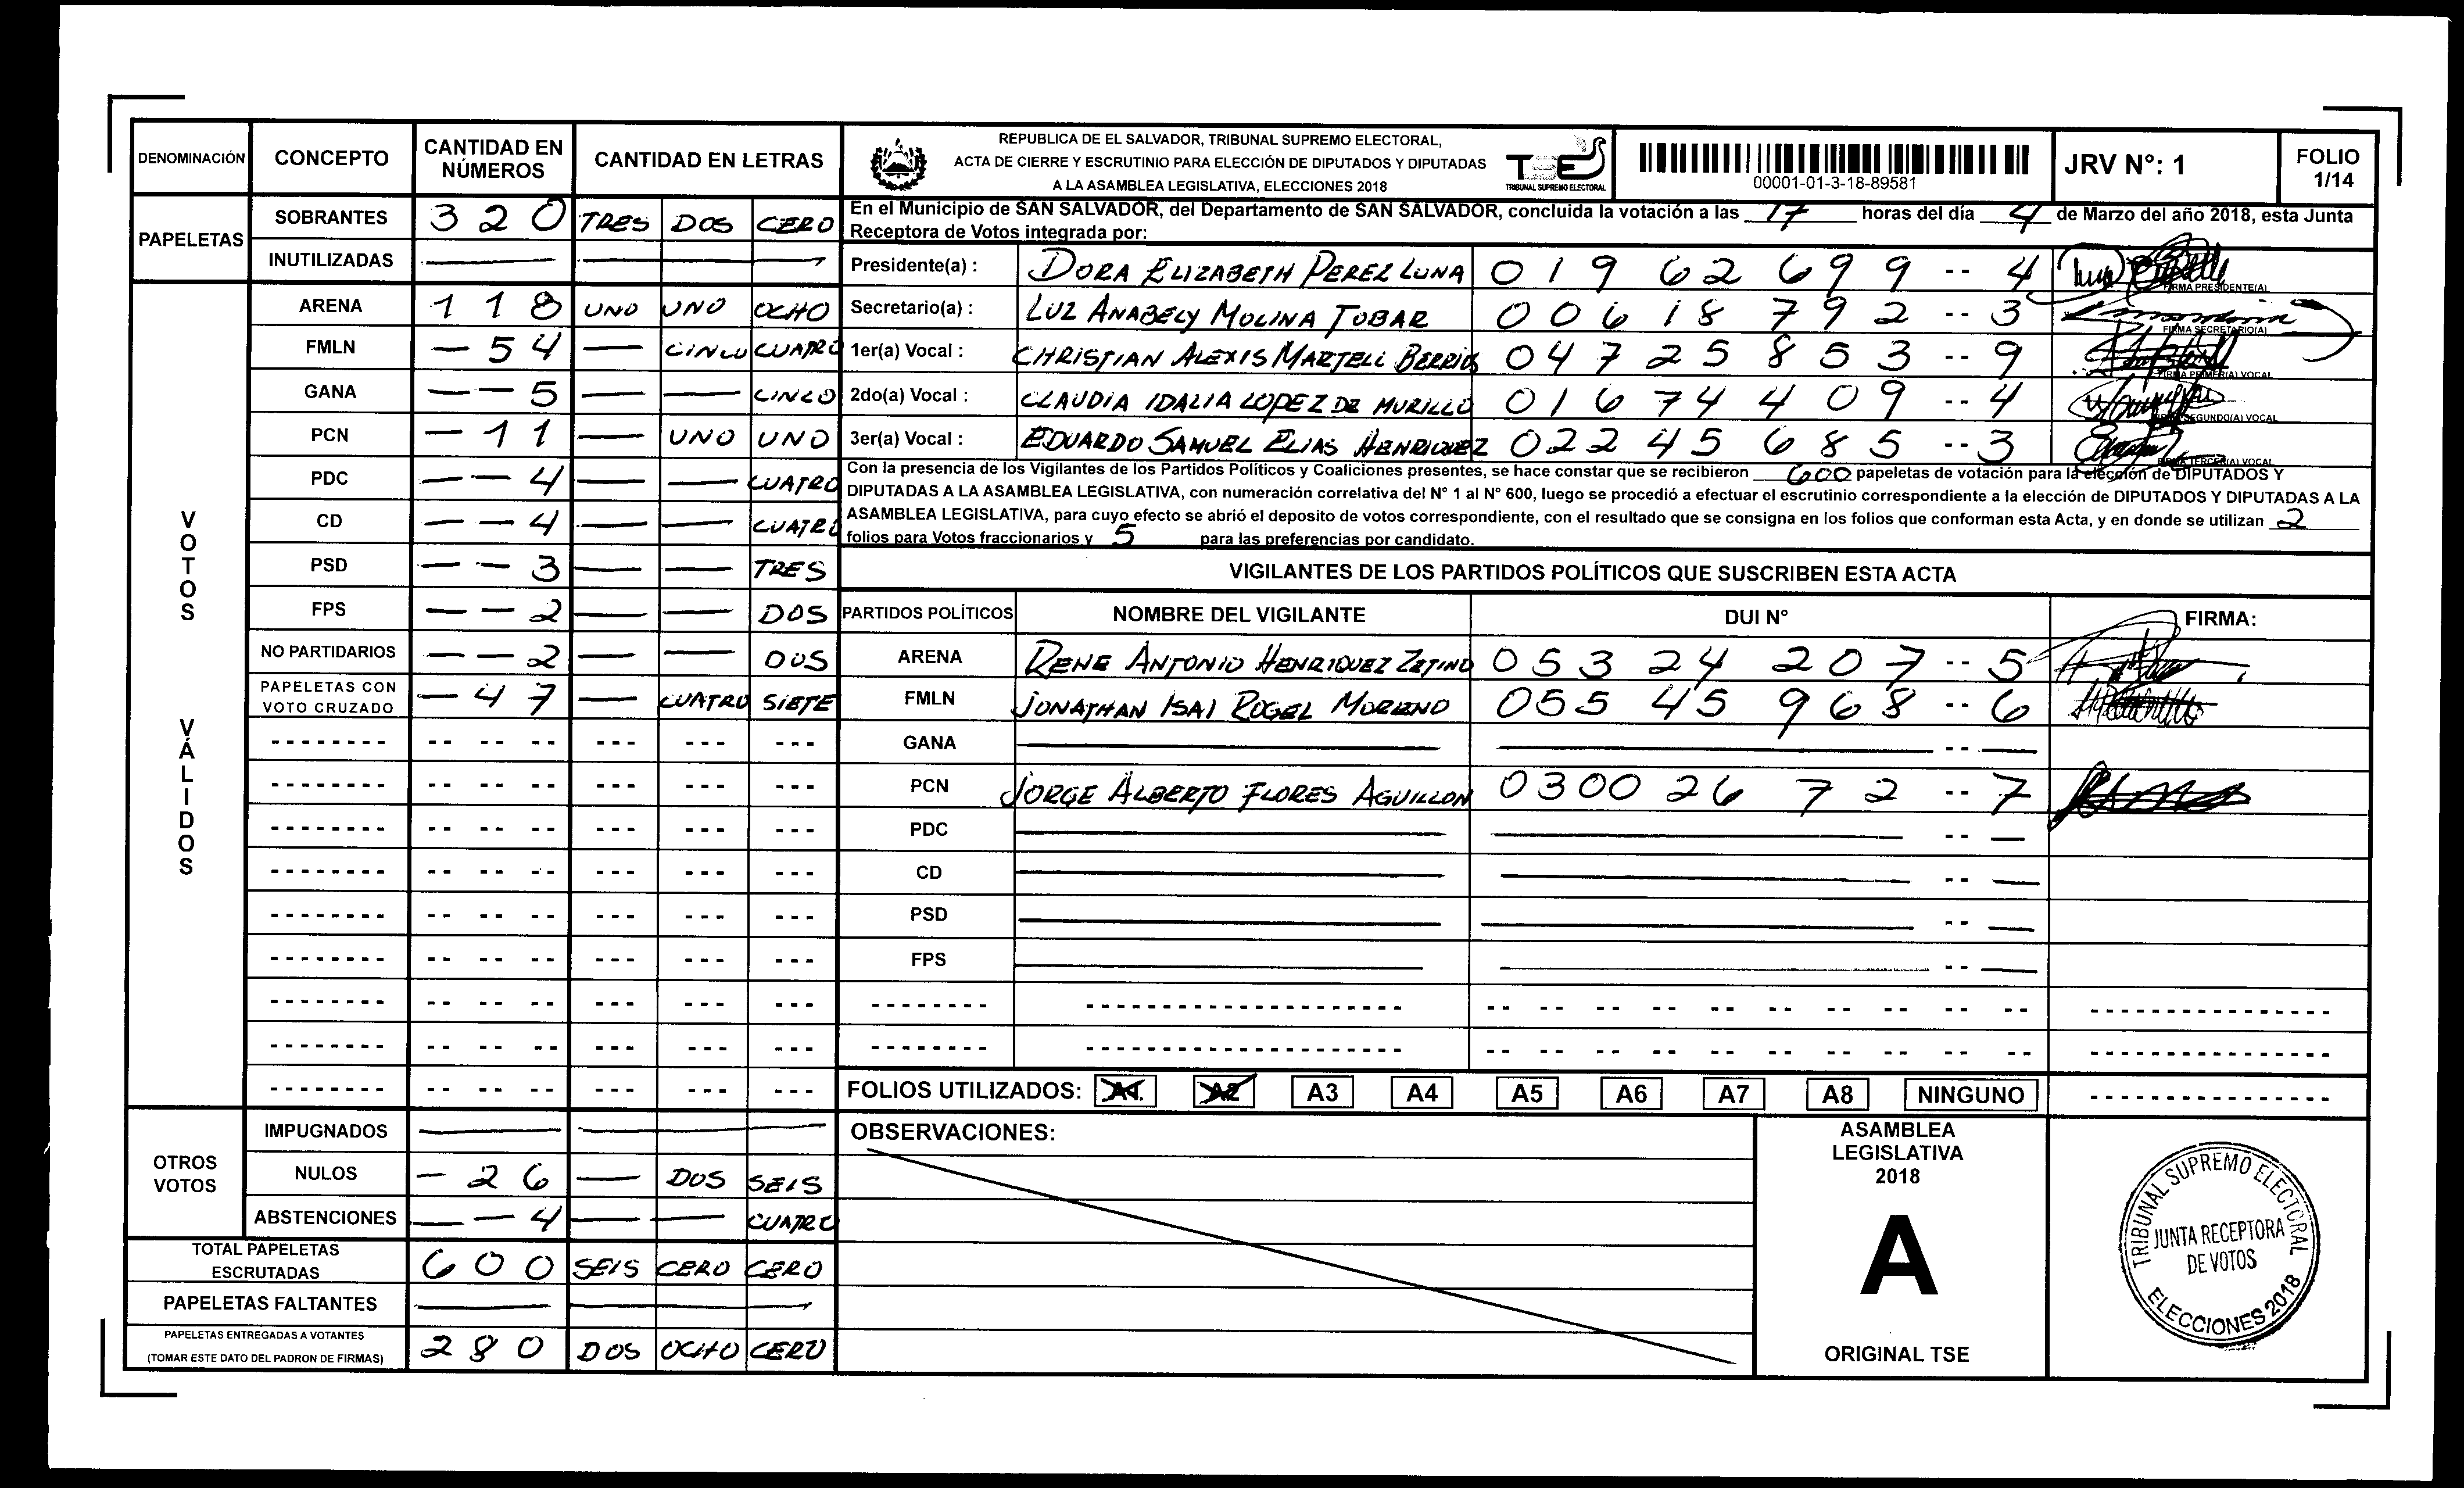 DENOMINACIÓN CONCEPTO CANTIDAD EN NÚMEROS CANTIDAD EN LETRAS
PAPELETAS
SOBRANTES 3 2 0 TRES DOS CERO
INUTILIZADAS
VOTOS VÁLIDOS
ARENA 1 1 8 UNO UNO OCHO
FMLN — 5 4 — CINCO CUATRO
GANA — — 5 — — CINCO
PCN — 1 1 — UNO UNO
PDC — — 4 — — CUATRO
CD — — 4 — — CUATRO
PSD — — 3 — — TRES
FPS — — 2 — — DOS
NO PARTIDARIOS — — 2 — — DOS
PAPELETAS CON VOTO CRUZADO — 4 7 — CUATRO SIETE
OTROS VOTOS
IMPUGNADOS
NULOS — 2 6 — DOS SEIS
ABSTENCIONES — — 4 — — CUATRO
TOTAL PAPELETAS ESCRUTADAS 6 0 0 SEIS CERO CERO
PAPELETAS FALTANTES
PAPELETAS ENTREGADAS A VOTANTES
(TOMAR ESTE DATO DEL PADRON DE FIRMAS) 2 8 0 DOS OCHO CERO
REPUBLICA DE EL SALVADOR, TRIBUNAL SUPREMO ELECTORAL,
ACTA DE CIERRE Y ESCRUTINIO PARA ELECCIÓN DE DIPUTADOS Y DIPUTADAS
A LA ASAMBLEA LEGISLATIVA, ELECCIONES 2018
TSE
TRIBUNAL SUPREMO ELECTORAL
00001-01-3-18-89581
JRV N°: 1
FOLIO
1/14
En el Municipio de SAN SALVADOR, del Departamento de SAN SALVADOR, concluida la votación a las 17 horas del día 4 de Marzo del año 2018, esta Junta
Receptora de Votos integrada por:
Presidente(a) : DORA ELIZABETH PEREZ LUNA 0 1 9 6 2 6 9 9 -- 4 FIRMA PRESIDENTE(A)
Secretario(a) : LUZ ANABELY MOLINA TOBAR 0 0 6 1 8 7 9 2 -- 3 FIRMA SECRETARIO(A)
1er(a) Vocal : CHRISTIAN ALEXIS MARTELL BERRIOS 0 4 7 2 5 8 5 3 -- 9 FIRMA PRIMER(A) VOCAL
2do(a) Vocal : CLAUDIA IDALIA LOPEZ DE MURILLO 0 1 6 7 4 4 0 9 -- 4 FIRMA SEGUNDO(A) VOCAL
3er(a) Vocal : EDUARDO SAMUEL ELIAS HENRIQUEZ 0 2 2 4 5 6 8 5 -- 3 FIRMA TERCER(A) VOCAL
Con la presencia de los Vigilantes de los Partidos Políticos y Coaliciones presentes, se hace constar que se recibieron 600 papeletas de votación para la elección de DIPUTADOS Y
DIPUTADAS A LA ASAMBLEA LEGISLATIVA, con numeración correlativa del N° 1 al N° 600, luego se procedió a efectuar el escrutinio correspondiente a la elección de DIPUTADOS Y DIPUTADAS A LA
ASAMBLEA LEGISLATIVA, para cuyo efecto se abrió el deposito de votos correspondiente, con el resultado que se consigna en los folios que conforman esta Acta, y en donde se utilizan 2
folios para Votos fraccionarios y 5 para las preferencias por candidato.
VIGILANTES DE LOS PARTIDOS POLÍTICOS QUE SUSCRIBEN ESTA ACTA
PARTIDOS POLÍTICOS NOMBRE DEL VIGILANTE DUI N° FIRMA:
ARENA RENE ANTONIO HENRIQUEZ ZETINO 0 5 3 2 4 2 0 7 -- 5
FMLN JONATHAN ISAI ROGEL MORENO 0 5 5 4 5 9 6 8 -- 6
GANA
PCN JORGE ALBERTO FLORES AGUILLON 0 3 0 0 2 6 7 2 -- 7
PDC
CD
PSD
FPS
FOLIOS UTILIZADOS: A1 A2 A3 A4 A5 A6 A7 A8 NINGUNO
OBSERVACIONES:
ASAMBLEA
LEGISLATIVA
2018
A
ORIGINAL TSE
TRIBUNAL SUPREMO ELECTORAL
JUNTA RECEPTORA
DE VOTOS
ELECCIONES 2018